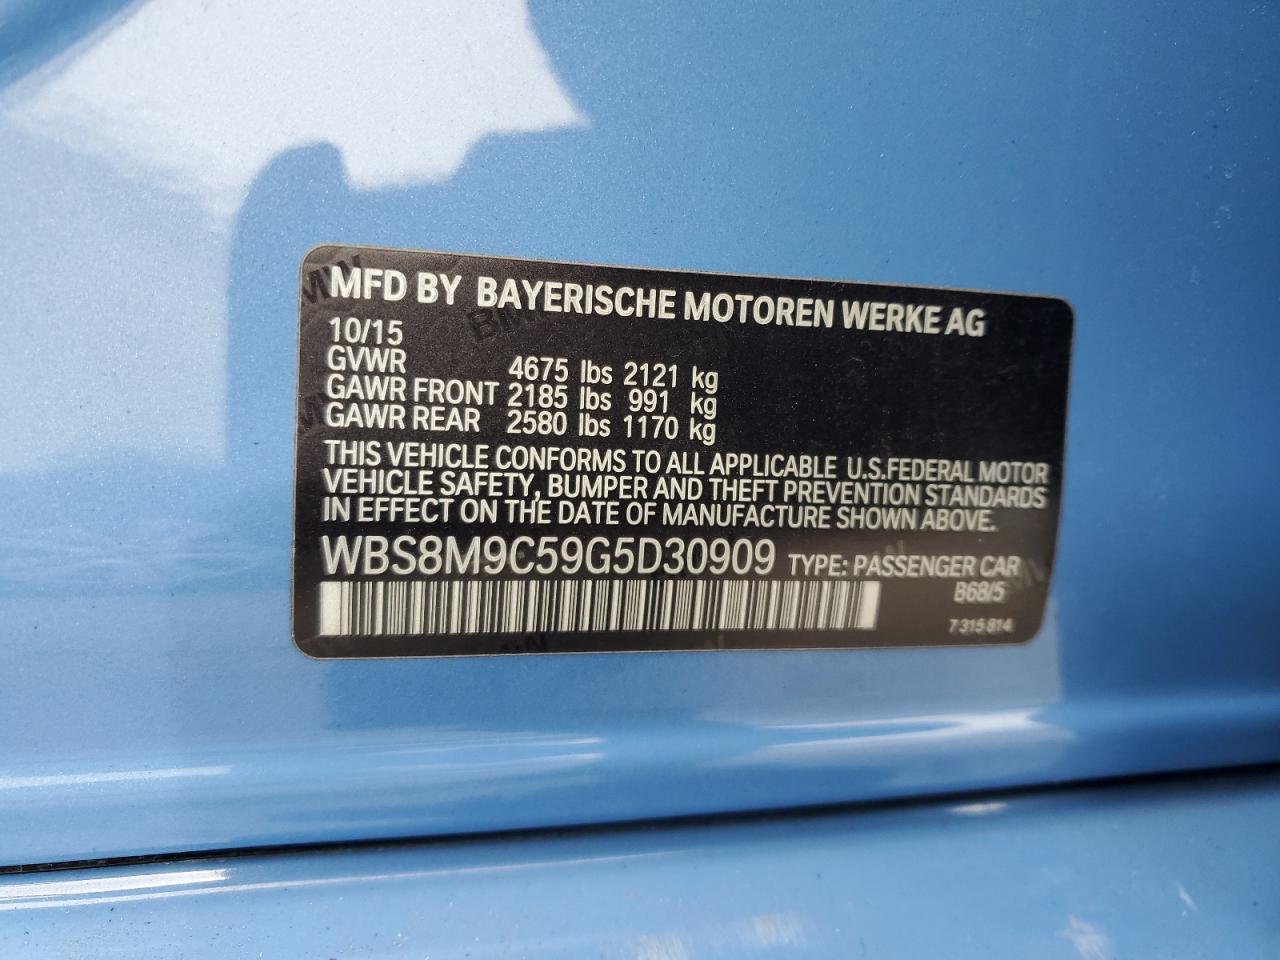 MFD BY BAYERISCHE MOTOREN WERKE AG
10/15
GVWR 4675 lbs 2121 kg
GAWR FRONT 2185 lbs 991 kg
GAWR REAR 2580 lbs 1170 kg
THIS VEHICLE CONFORMS TO ALL APPLICABLE U.S.FEDERAL MOTOR
VEHICLE SAFETY, BUMPER AND THEFT PREVENTION STANDARDS
IN EFFECT ON THE DATE OF MANUFACTURE SHOWN ABOVE.
WBS8M9C59G5D30909 TYPE: PASSENGER CAR
B68/5
7 315 814